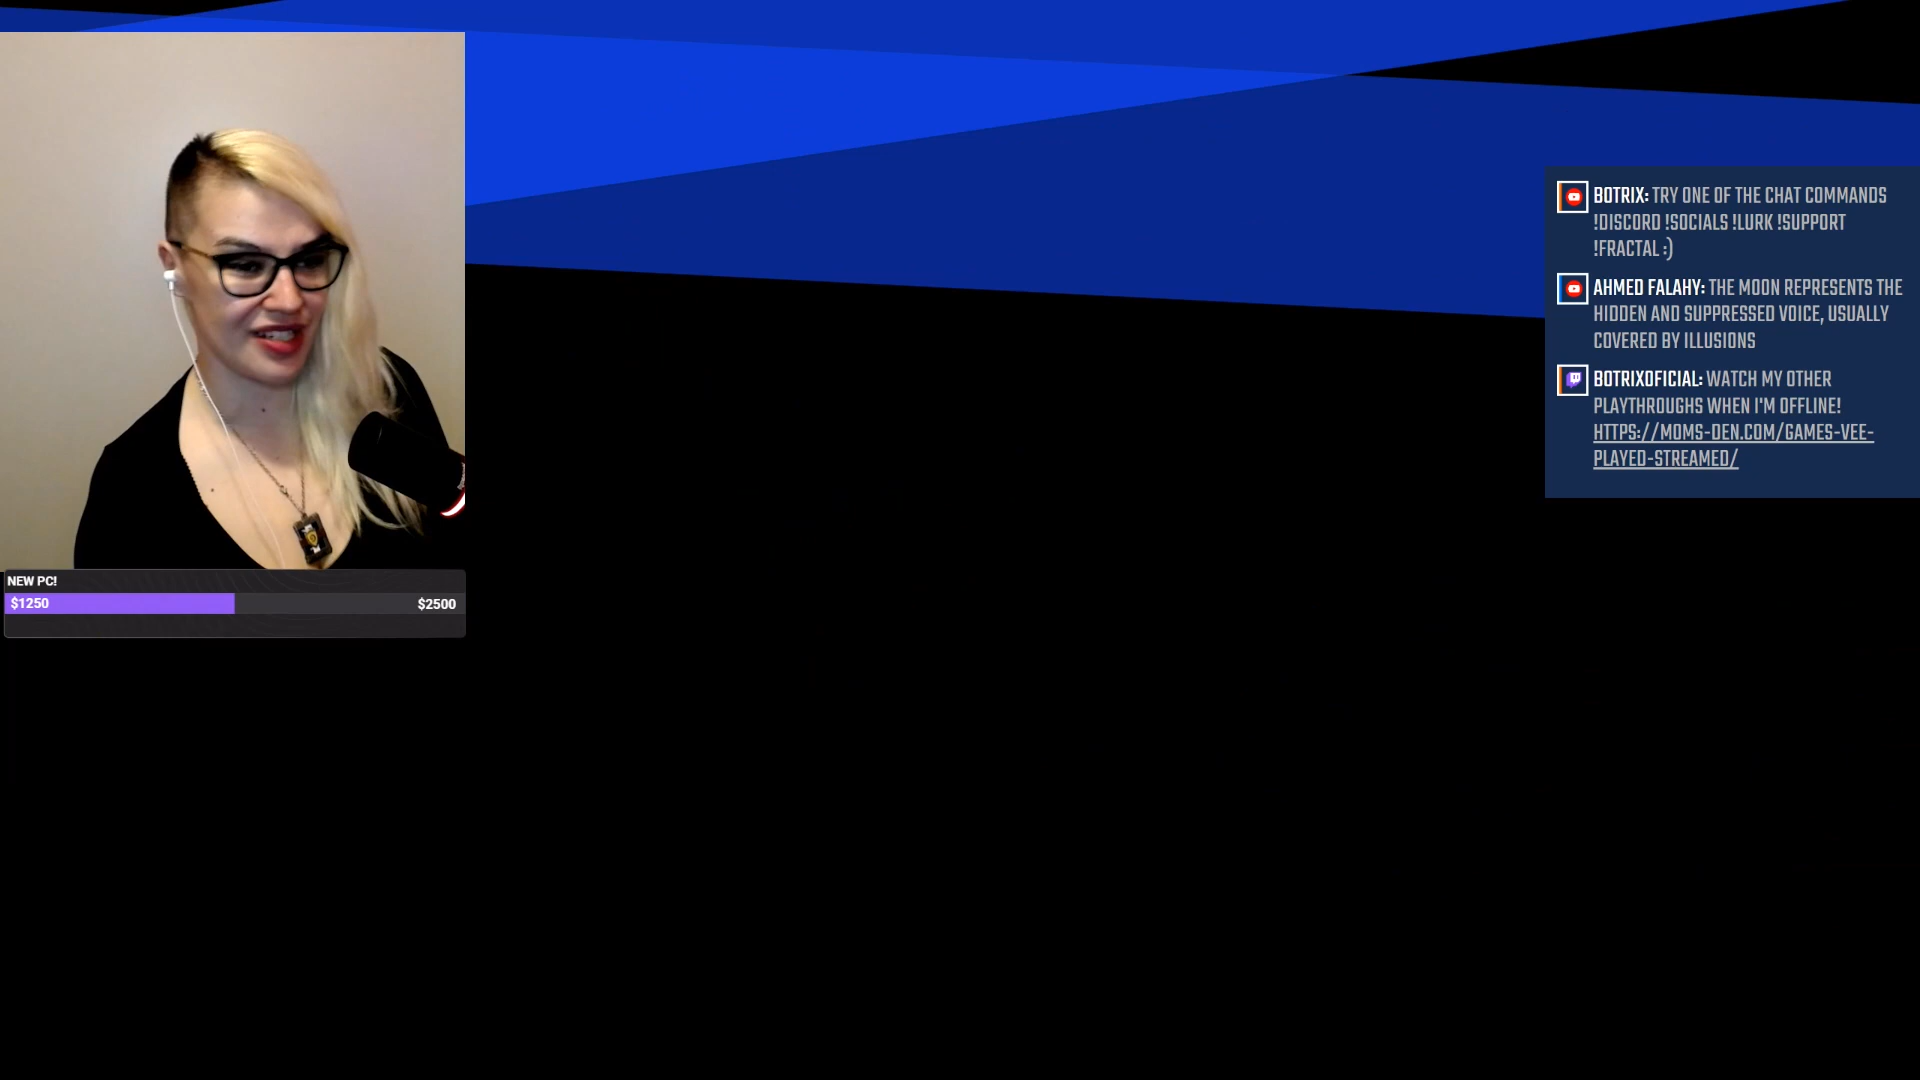 BOTRIX: TRY ONE OF THE CHAT COMMANDS
!DISCORD !SOCIALS !LURK !SUPPORT
!FRACTAL :)
AHMED FALAHY: THE MOON REPRESENTS THE
HIDDEN AND SUPPRESSED VOICE, USUALLY
COVERED BY ILLUSIONS
BOTRIXOFICIAL: WATCH MY OTHER
PLAYTHROUGHS WHEN I'M OFFLINE!
HTTPS://MOMS-DEN.COM/GAMES-VEE-
PLAYED-STREAMED/
NEW PC!
$1250 $2500